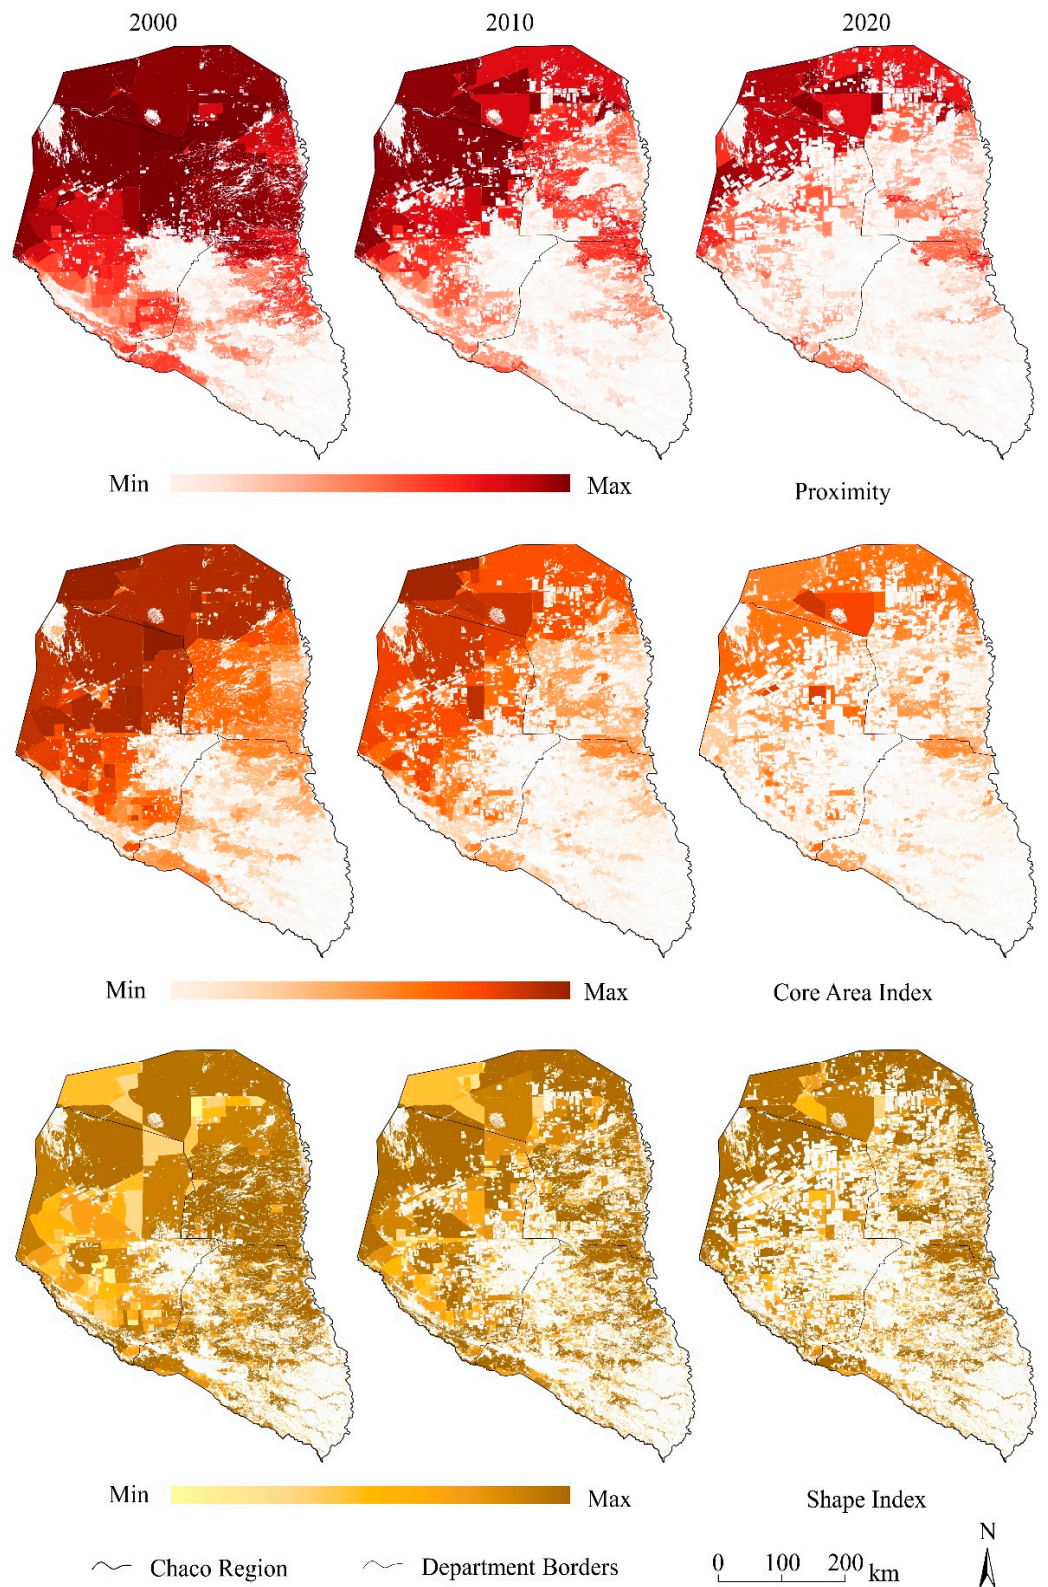 2000 2010 2020
Min Max Proximity
Min Max Core Area Index
Min Max Shape Index
N
Chaco Region Department Borders 0 100 200 km